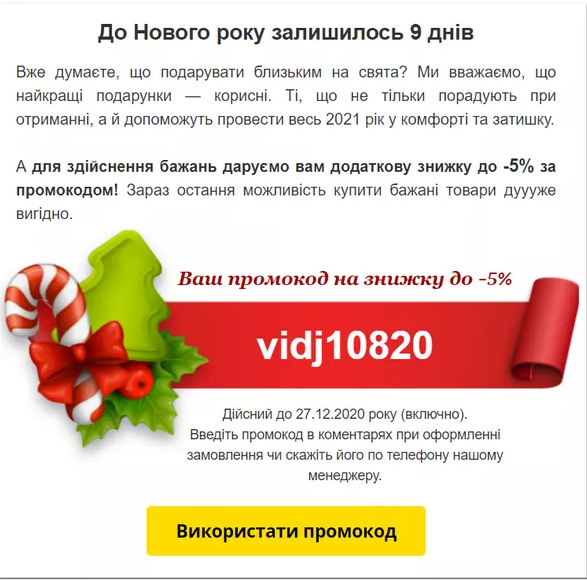 До Нового року залишилось 9 днів
Вже думаєте, що подарувати близьким на свята? Ми вважаємо, що
найкращі подарунки — корисні. Ті, що не тільки порадують при
отриманні, а й допоможуть провести весь 2021 рік у комфорті та затишку.
А для здійснення бажань даруємо вам додаткову знижку до -5% за
промокодом! Зараз остання можливість купити бажані товари дуууже
вигідно.
Ваш промокод на знижку до -5%
vidj10820
Дійсний до 27.12.2020 року (включно).
Введіть промокод в коментарях при оформленні
замовлення чи скажіть його по телефону нашому
менеджеру.
Використати промокод